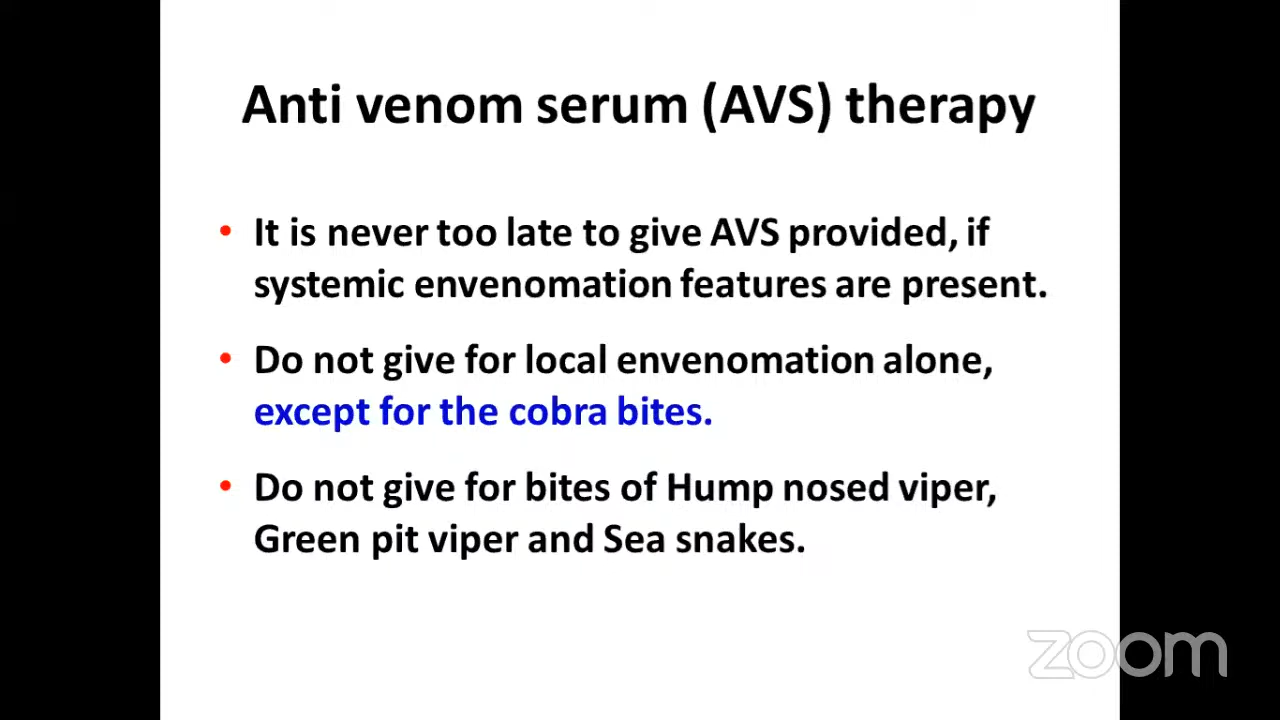 Anti venom serum (AVS) therapy
• It is never too late to give AVS provided, if
systemic envenomation features are present.
• Do not give for local envenomation alone,
except for the cobra bites.
• Do not give for bites of Hump nosed viper,
Green pit viper and Sea snakes.
zoom